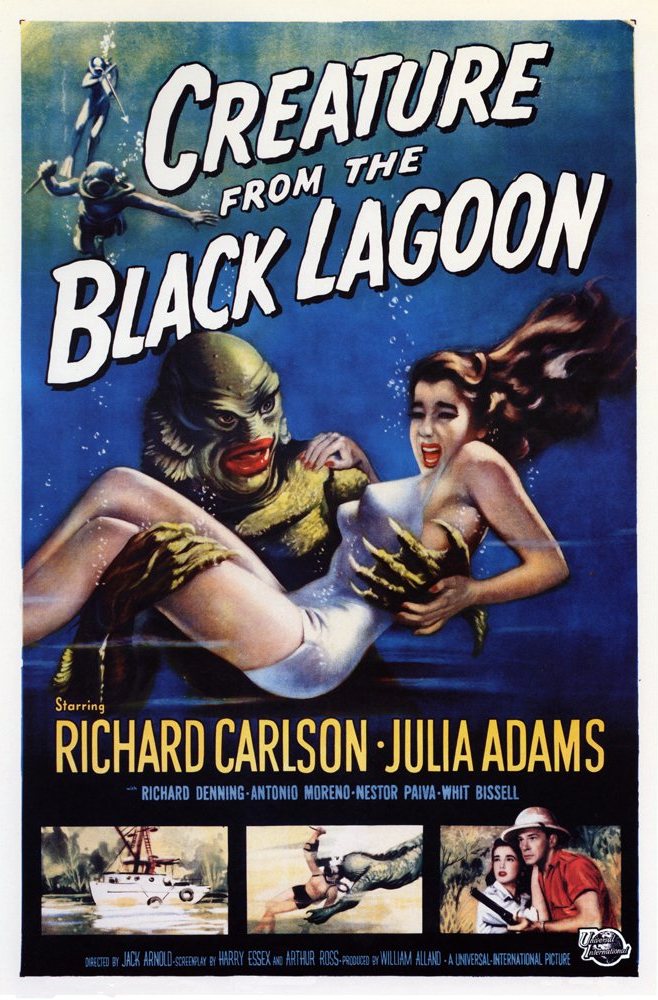 CREATURE
FROM THE
BLACK LAGOON
Starring
RICHARD CARLSON · JULIA ADAMS
with RICHARD DENNING · ANTONIO MORENO · NESTOR PAIVA · WHIT BISSELL
DIRECTED BY JACK ARNOLD · SCREENPLAY BY HARRY ESSEX AND ARTHUR ROSS · PRODUCED BY WILLIAM ALLAND · A UNIVERSAL-INTERNATIONAL PICTURE
Universal
International